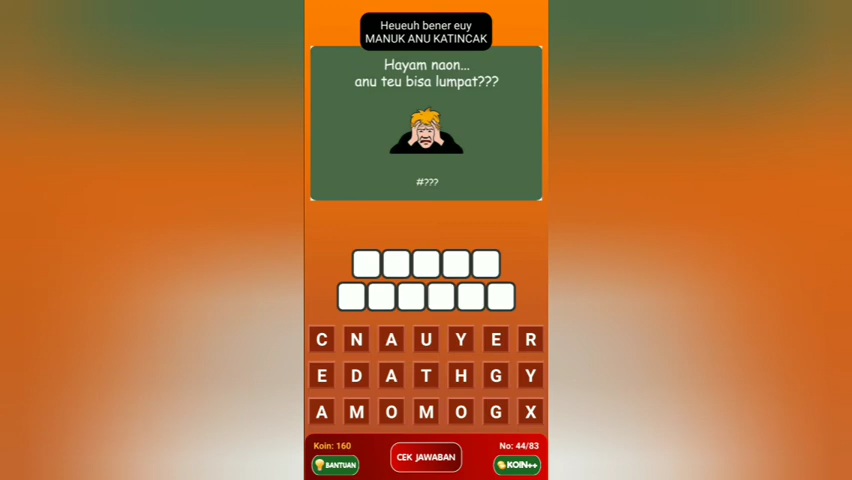 Heueuh bener euy
MANUK ANU KATINCAK
Hayam naon...
anu teu bisa lumpat???
#???
C N A U Y E R
E D A T H G Y
A M O M O G X
Koin: 160
No: 44/83
BANTUAN
CEK JAWABAN
KOIN++